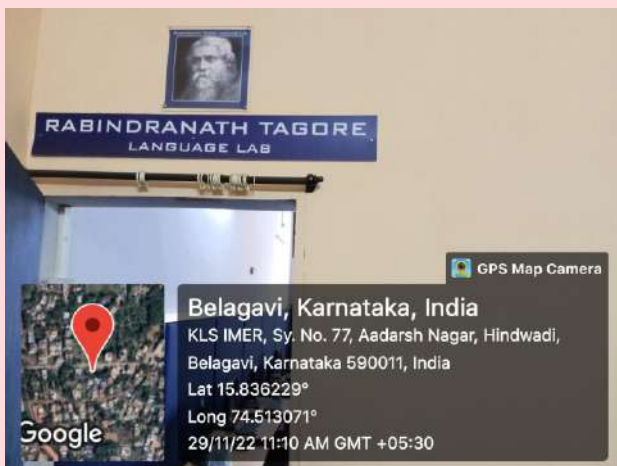 RABINDRANATH TAGORE
LANGUAGE LAB
GPS Map Camera
Belagavi, Karnataka, India
KLS IMER, Sy. No. 77, Aadarsh Nagar, Hindwadi,
Belagavi, Karnataka 590011, India
Lat 15.836229°
Long 74.513071°
29/11/22 11:10 AM GMT +05:30
Google